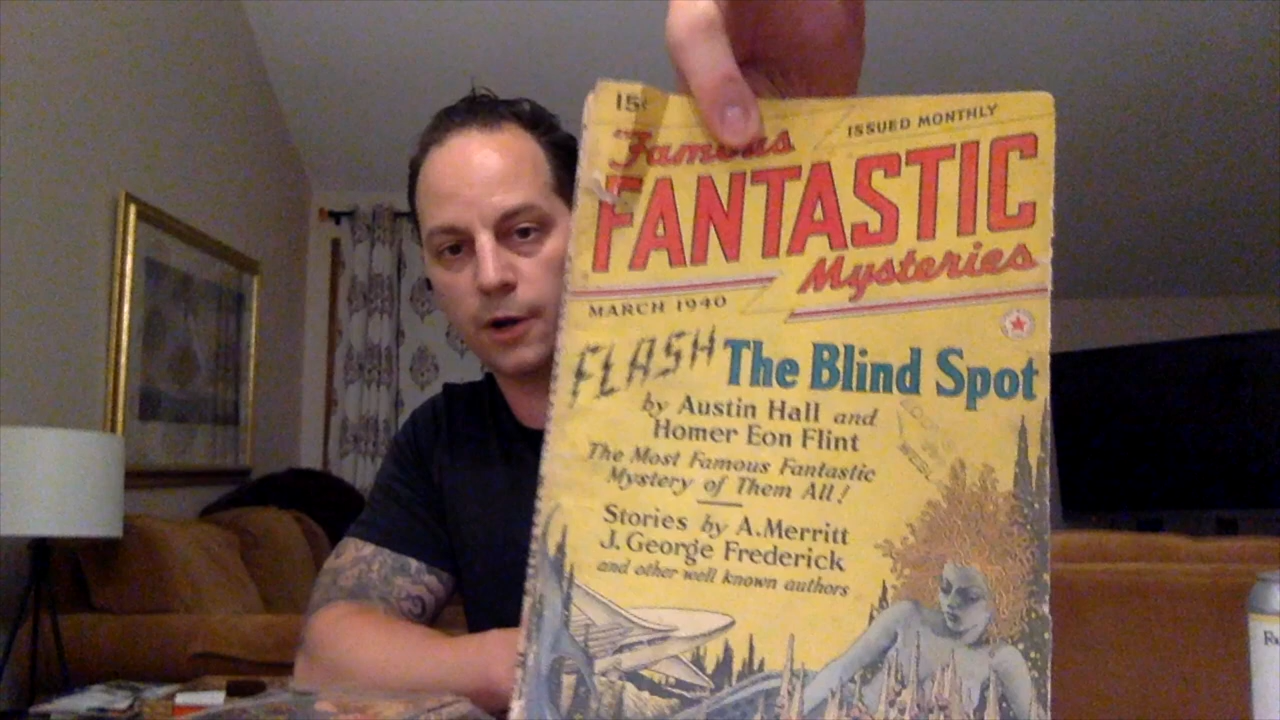 15¢
ISSUED MONTHLY
Famous
FANTASTIC
Mysteries
MARCH 1940
FLASH
The Blind Spot
by Austin Hall and
Homer Eon Flint
The Most Famous Fantastic
Mystery of Them All!
Stories by A. Merritt
J. George Frederick
and other well known authors